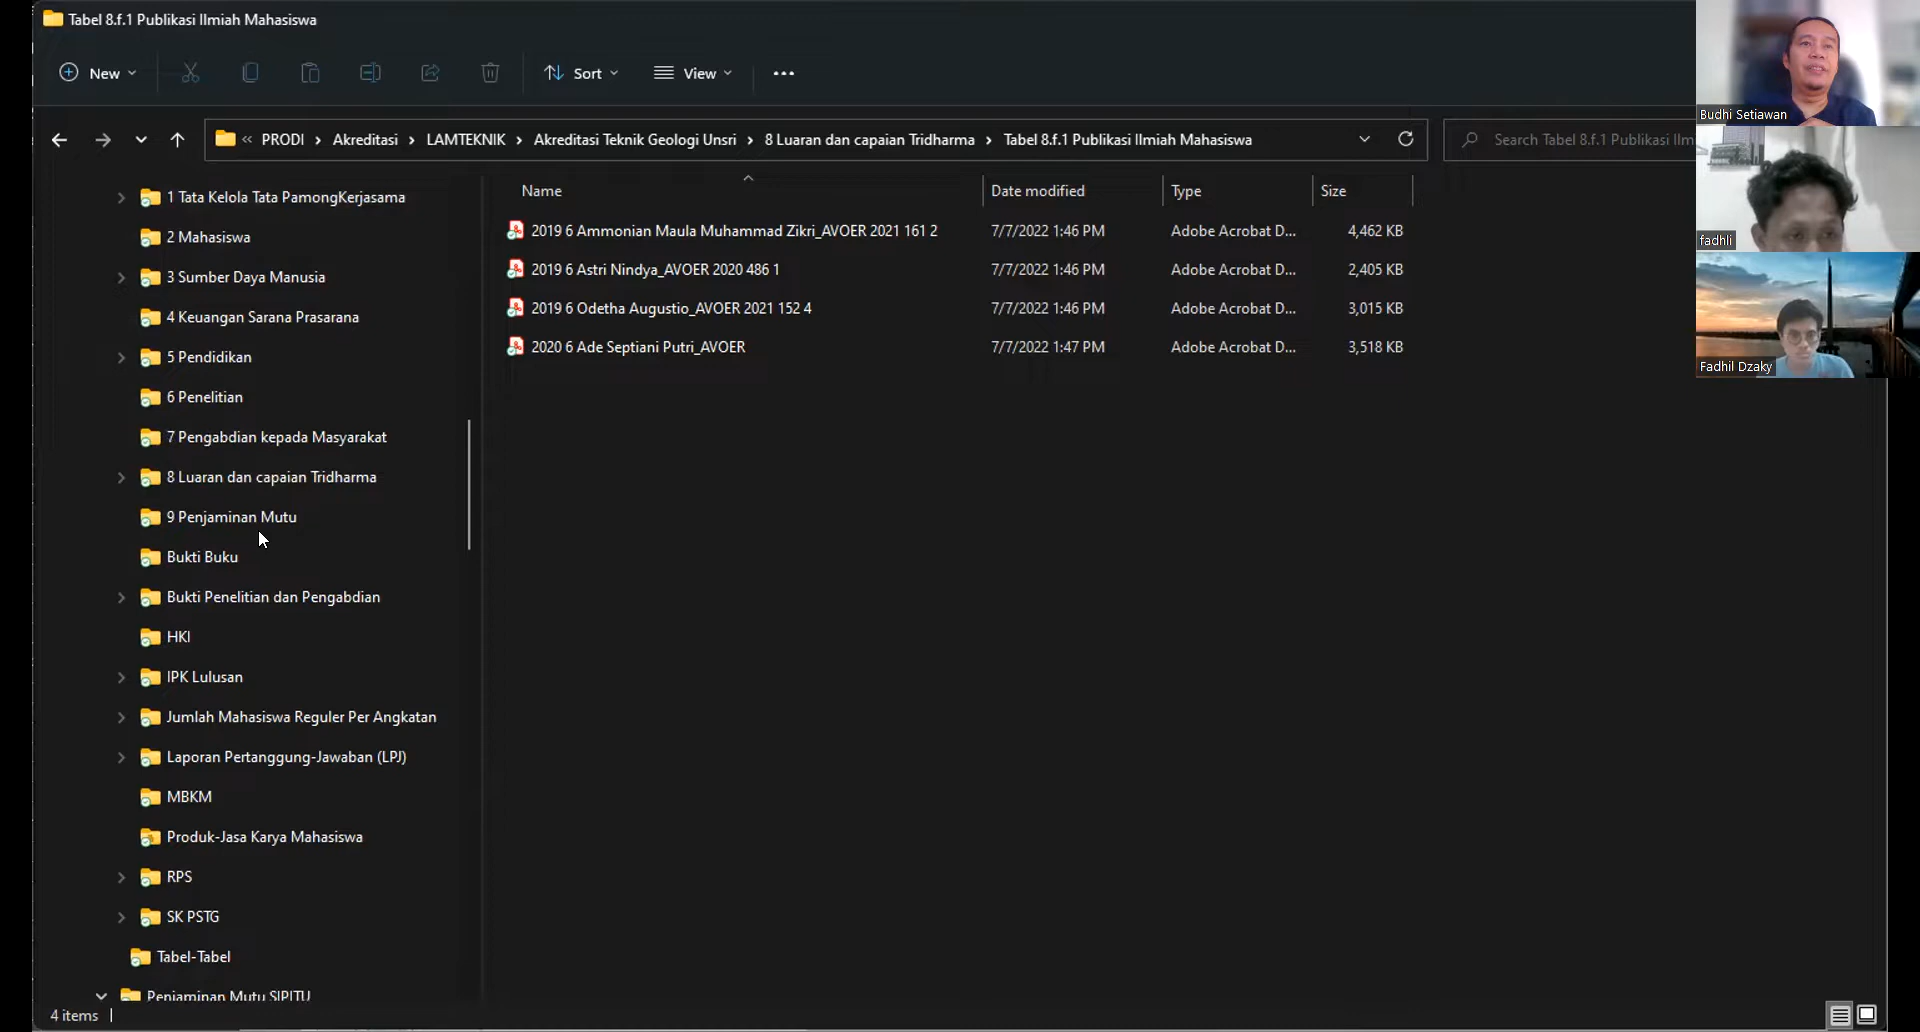 Tabel 8.f.1 Publikasi Ilmiah Mahasiswa
New
Sort
View
« PRODI > Akreditasi > LAMTEKNIK > Akreditasi Teknik Geologi Unsri > 8 Luaran dan capaian Tridharma > Tabel 8.f.1 Publikasi Ilmiah Mahasiswa
Search Tabel 8.f.1 Publikasi Ilm
Budhi Setiawan
fadhli
Fadhil Dzaky
1 Tata Kelola Tata PamongKerjasama
2 Mahasiswa
3 Sumber Daya Manusia
4 Keuangan Sarana Prasarana
5 Pendidikan
6 Penelitian
7 Pengabdian kepada Masyarakat
8 Luaran dan capaian Tridharma
9 Penjaminan Mutu
Bukti Buku
Bukti Penelitian dan Pengabdian
HKI
IPK Lulusan
Jumlah Mahasiswa Reguler Per Angkatan
Laporan Pertanggung-Jawaban (LPJ)
MBKM
Produk-Jasa Karya Mahasiswa
RPS
SK PSTG
Tabel-Tabel
Penjaminan Mutu SIPITU
Name Date modified Type Size
2019 6 Ammonian Maula Muhammad Zikri_AVOER 2021 161 2 7/7/2022 1:46 PM Adobe Acrobat D... 4,462 KB
2019 6 Astri Nindya_AVOER 2020 486 1 7/7/2022 1:46 PM Adobe Acrobat D... 2,405 KB
2019 6 Odetha Augustio_AVOER 2021 152 4 7/7/2022 1:46 PM Adobe Acrobat D... 3,015 KB
2020 6 Ade Septiani Putri_AVOER 7/7/2022 1:47 PM Adobe Acrobat D... 3,518 KB
4 items